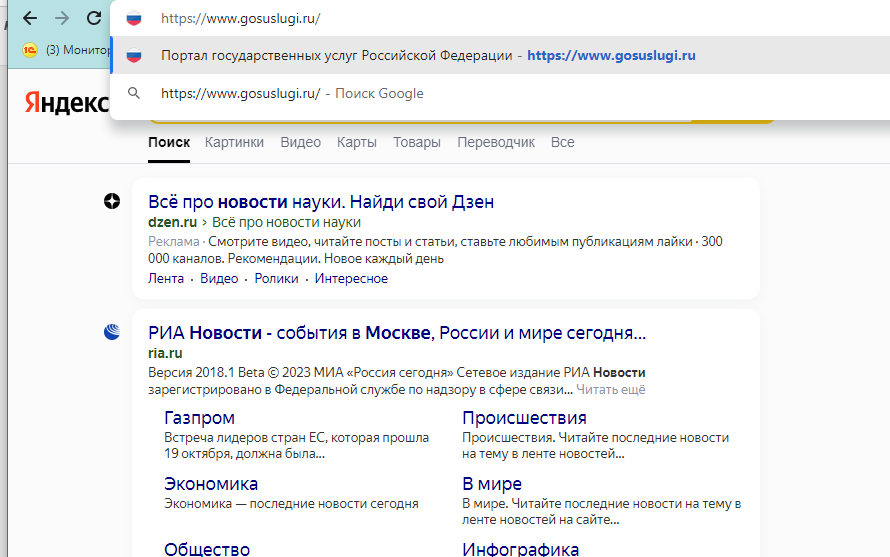 https://www.gosuslugi.ru/
Портал государственных услуг Российской Федерации - https://www.gosuslugi.ru
(3) Монитор
https://www.gosuslugi.ru/ - Поиск Google
Яндекс
Поиск Картинки Видео Карты Товары Переводчик Все
Всё про новости науки. Найди свой Дзен
dzen.ru › Всё про новости науки
Реклама · Смотрите видео, читайте посты и статьи, ставьте любимым публикациям лайки · 300
000 каналов. Рекомендации. Новое каждый день
Лента · Видео · Ролики · Интересное
РИА Новости - события в Москве, России и мире сегодня...
ria.ru
Версия 2018.1 Beta © 2023 МИА «Россия сегодня» Сетевое издание РИА Новости
зарегистрировано в Федеральной службе по надзору в сфере связи... Читать ещё
Газпром
Встреча лидеров стран ЕС, которая прошла
19 октября, должна была...
Происшествия
Происшествия. Читайте последние новости
на тему в ленте новостей...
Экономика
Экономика — последние новости сегодня
В мире
В мире. Читайте последние новости на тему в
ленте новостей на сайте...
Общество
Инфографика